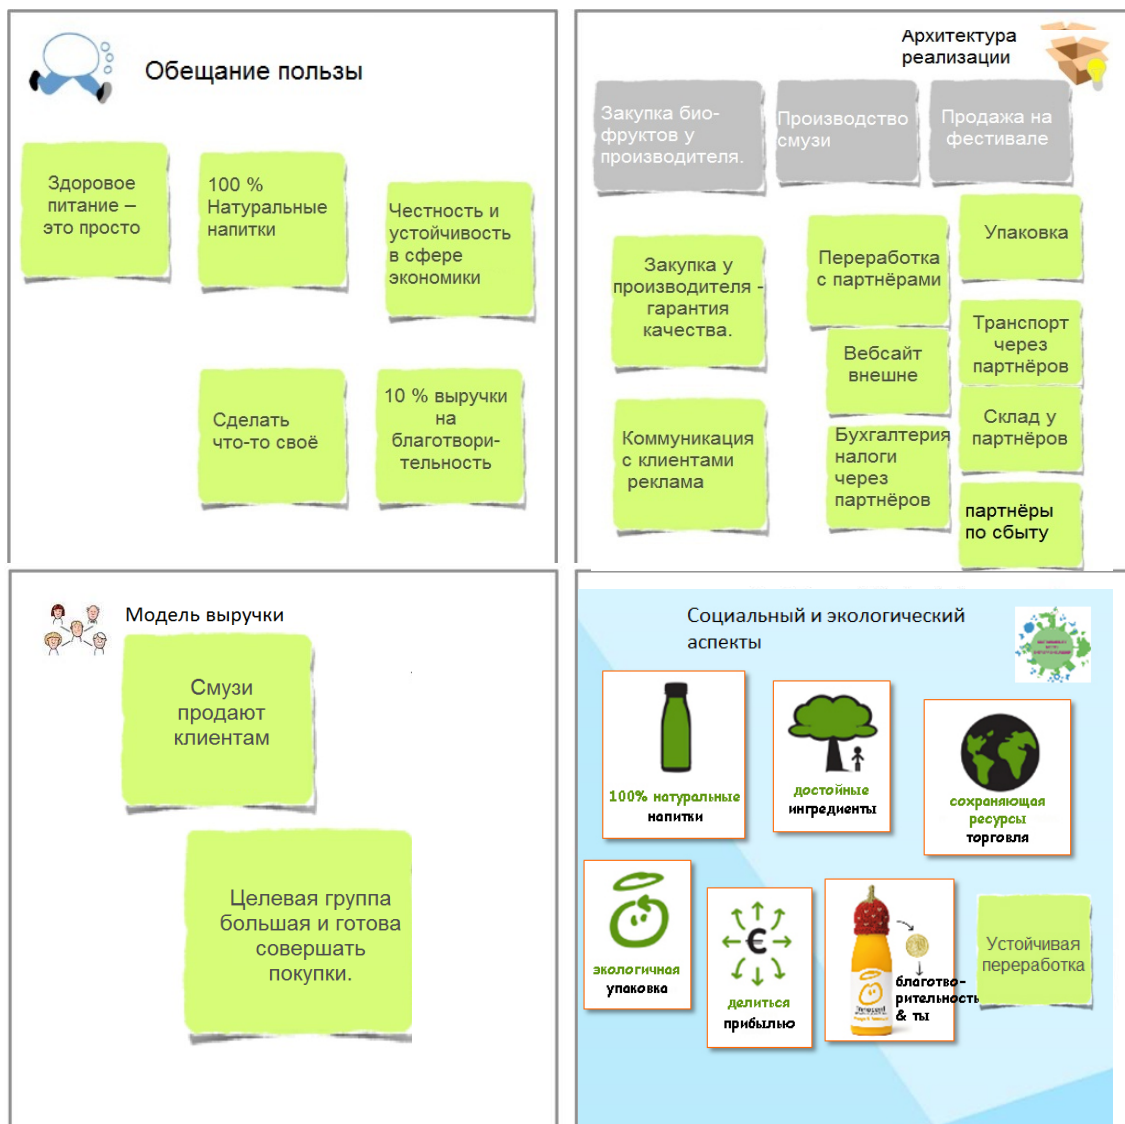 Обещание пользы
Здоровое
питание –
это просто
100 %
Натуральные
напитки
Честность и
устойчивость
в сфере
экономики
Сделать
что-то своё
10 % выручки
на
благотвори-
тельность
Архитектура
реализации
Закупка био-
фруктов у
производителя.
Производство
смузи
Продажа на
фестивале
Закупка у
производителя -
гарантия
качества.
Коммуникация
с клиентами
реклама
Переработка
с партнёрами
Вебсайт
внешне
Бухгалтерия
налоги
через
партнёров
Упаковка
Транспорт
через
партнёров
Склад у
партнёров
партнёры
по сбыту
Модель выручки
Смузи
продают
клиентам
Целевая группа
большая и готова
совершать
покупки.
Социальный и экологический
аспекты
100% натуральные
напитки
достойные
ингредиенты
сохраняющая
ресурсы
торговля
экологичная
упаковка
€
делиться
прибылью
innocent
благотво-
рительность
& ты
Устойчивая
переработка